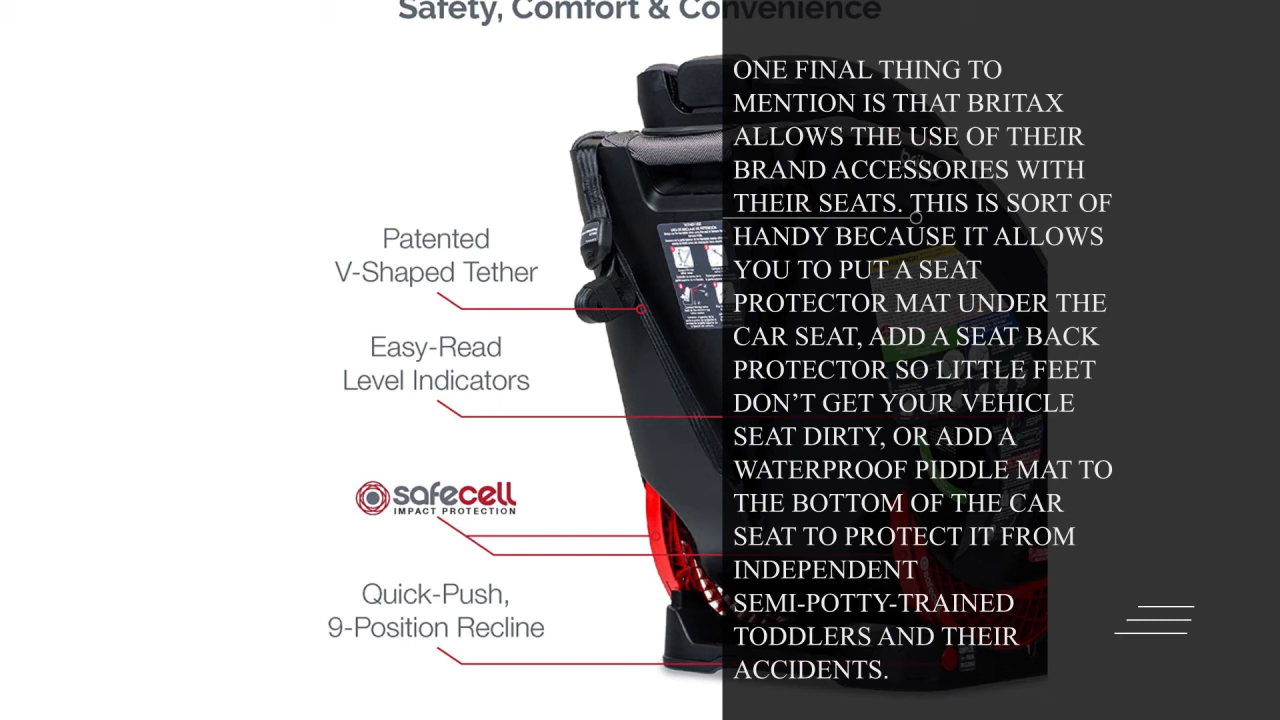 Safety, Comfort & Convenience
Patented
V-Shaped Tether
Easy-Read
Level Indicators
safecell
IMPACT PROTECTION
Quick-Push,
9-Position Recline
ONE FINAL THING TO
MENTION IS THAT BRITAX
ALLOWS THE USE OF THEIR
BRAND ACCESSORIES WITH
THEIR SEATS. THIS IS SORT OF
HANDY BECAUSE IT ALLOWS
YOU TO PUT A SEAT
PROTECTOR MAT UNDER THE
CAR SEAT, ADD A SEAT BACK
PROTECTOR SO LITTLE FEET
DON’T GET YOUR VEHICLE
SEAT DIRTY, OR ADD A
WATERPROOF PIDDLE MAT TO
THE BOTTOM OF THE CAR
SEAT TO PROTECT IT FROM
INDEPENDENT
SEMI-POTTY-TRAINED
TODDLERS AND THEIR
ACCIDENTS.